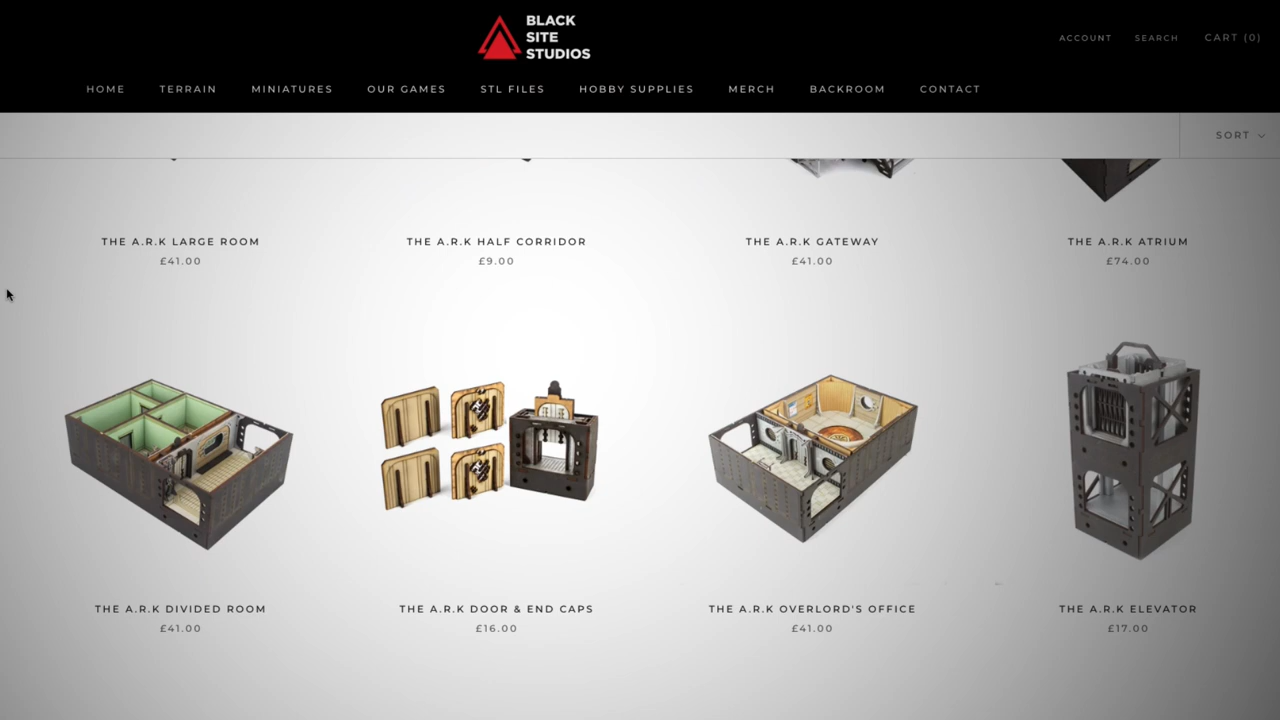 BLACK
SITE
STUDIOS
ACCOUNT SEARCH CART (0)
HOME TERRAIN MINIATURES OUR GAMES STL FILES HOBBY SUPPLIES MERCH BACKROOM CONTACT
SORT
THE A.R.K LARGE ROOM THE A.R.K HALF CORRIDOR THE A.R.K GATEWAY THE A.R.K ATRIUM
£41.00 £9.00 £41.00 £74.00
THE A.R.K DIVIDED ROOM THE A.R.K DOOR & END CAPS THE A.R.K OVERLORD'S OFFICE THE A.R.K ELEVATOR
£41.00 £16.00 £41.00 £17.00